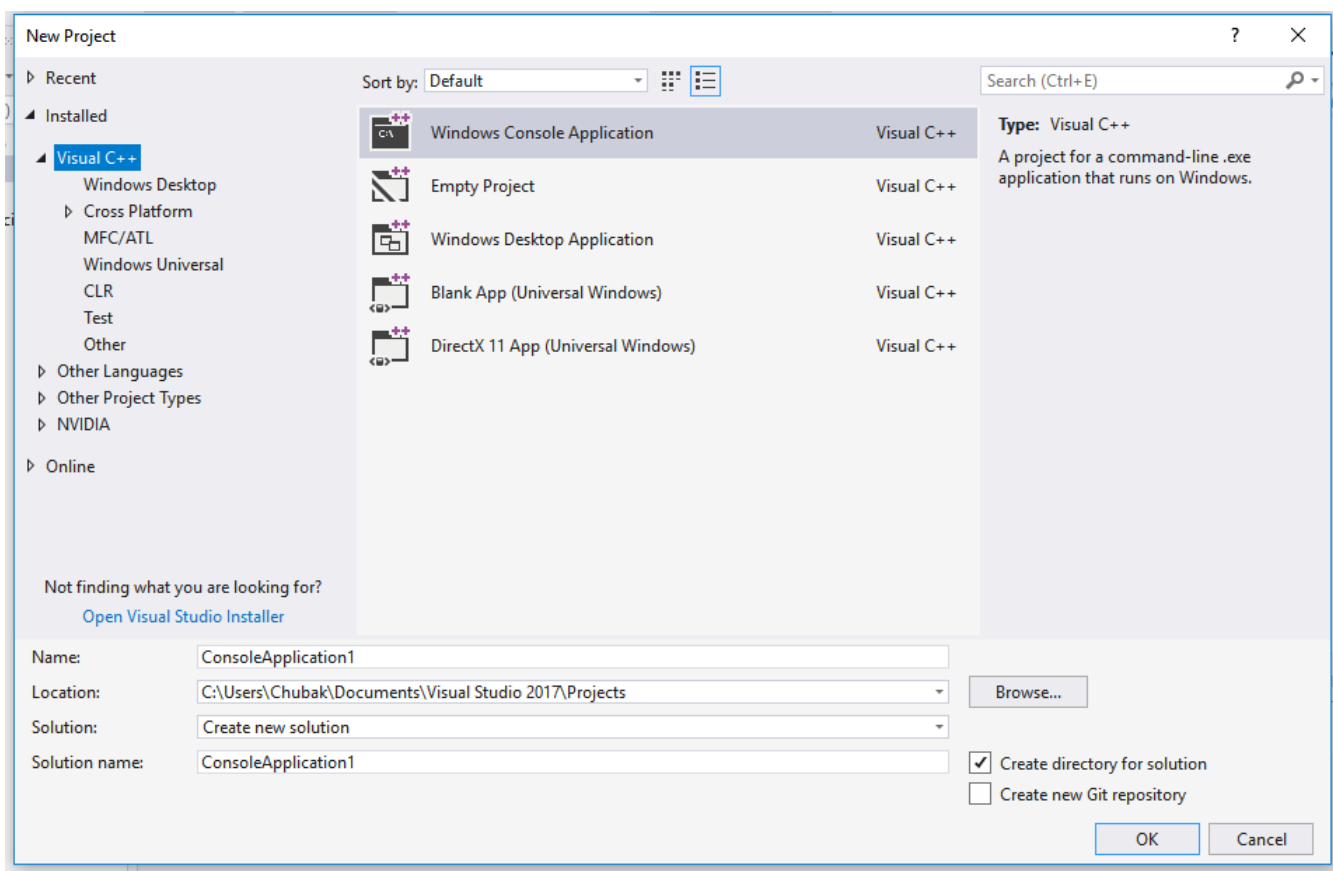 New Project
?
Recent
Installed
Visual C++
Windows Desktop
Cross Platform
MFC/ATL
Windows Universal
CLR
Test
Other
Other Languages
Other Project Types
NVIDIA
Online
Not finding what you are looking for?
Open Visual Studio Installer
Sort by: Default
Windows Console Application Visual C++
Empty Project Visual C++
Windows Desktop Application Visual C++
Blank App (Universal Windows) Visual C++
DirectX 11 App (Universal Windows) Visual C++
Search (Ctrl+E)
Type: Visual C++
A project for a command-line .exe
application that runs on Windows.
Name: ConsoleApplication1
Location: C:\Users\Chubak\Documents\Visual Studio 2017\Projects
Browse...
Solution: Create new solution
Solution name: ConsoleApplication1
Create directory for solution
Create new Git repository
OK Cancel